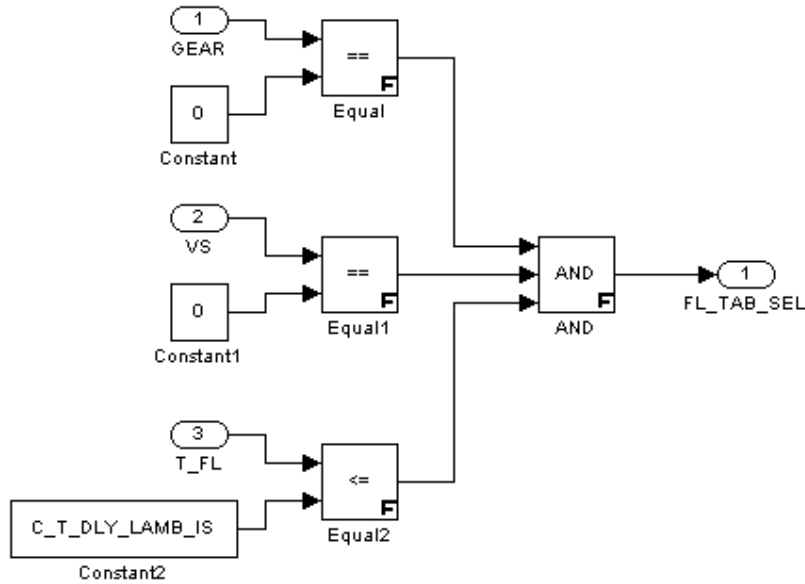 1
GEAR
==
F
Equal
0
Constant
2
VS
==
F
Equal1
0
Constant1
AND
F
AND
1
FL_TAB_SEL
3
T_FL
<=
F
Equal2
C_T_DLY_LAMB_IS
Constant2